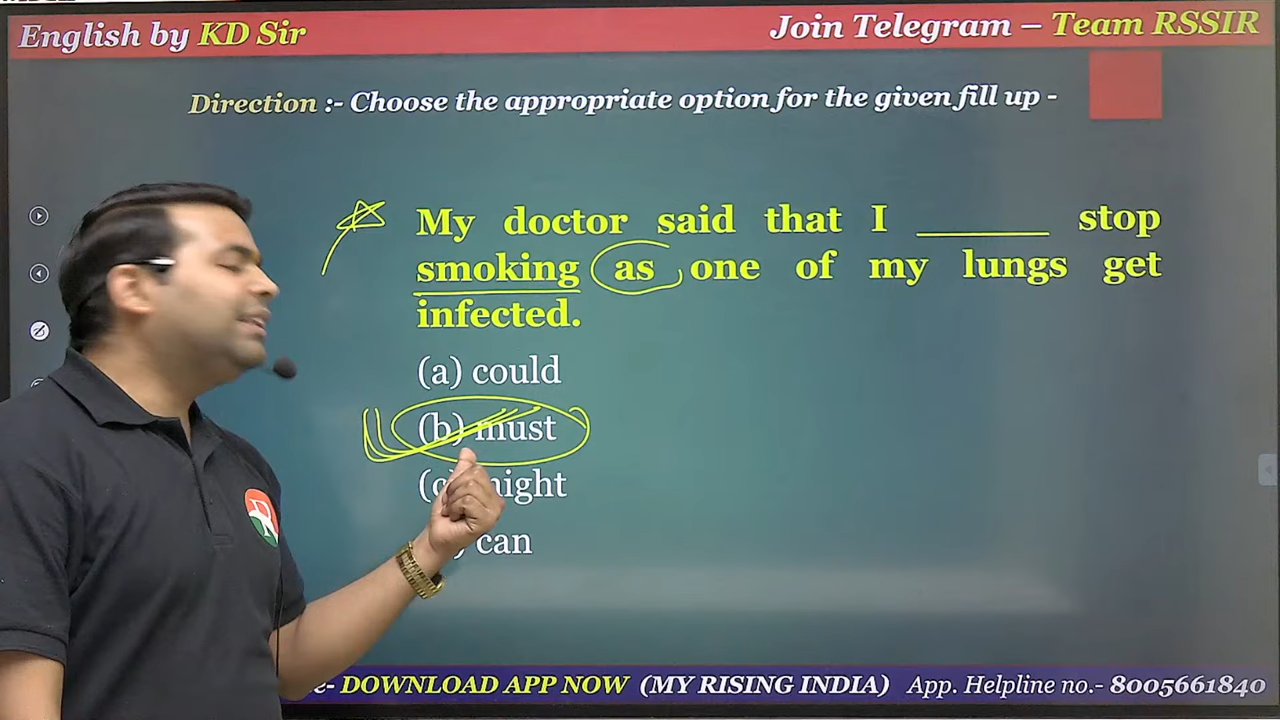 English by KD Sir
Join Telegram – Team RSSIR
Direction :- Choose the appropriate option for the given fill up -
My doctor said that I ______ stop
smoking as one of my lungs get
infected.
(a) could
(b) must
might
can
DOWNLOAD APP NOW (MY RISING INDIA) App. Helpline no.- 8005661840